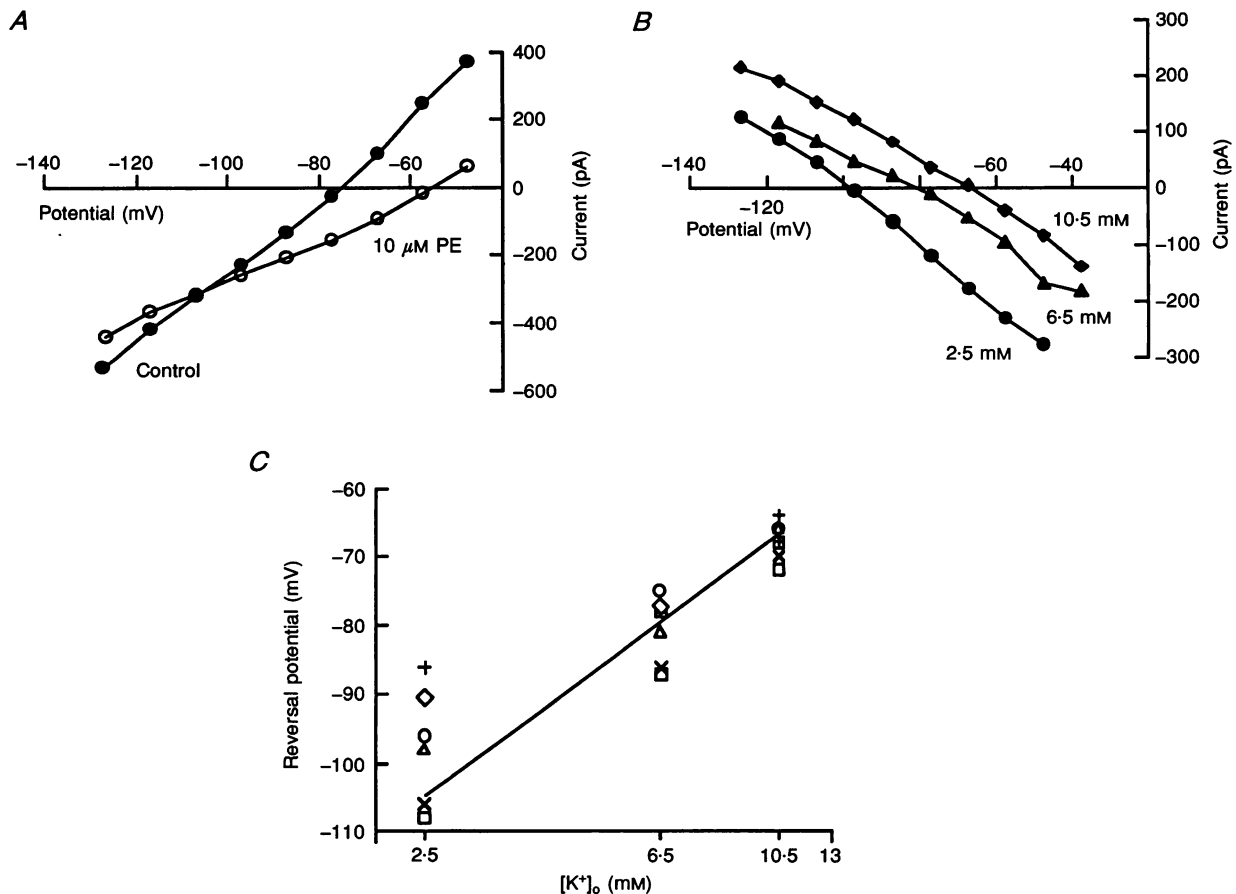 A
400
200
0
−200
−400
−600
Current (pA)
−140
−120
−100
−80
−60
Potential (mV)
10 μM PE
Control
B
300
200
100
0
−100
−200
−300
Current (pA)
−140
−120
−60
−40
Potential (mV)
10·5 mM
6·5 mM
2·5 mM
C
−60
−70
−80
−90
−100
−110
Reversal potential (mV)
2·5
6·5
10·5
13
[K⁺]ₒ (mM)